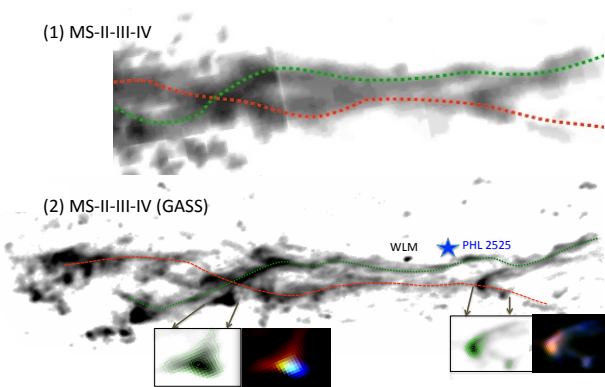 (1) MS-II-III-IV
(2) MS-II-III-IV (GASS)
WLM
PHL 2525